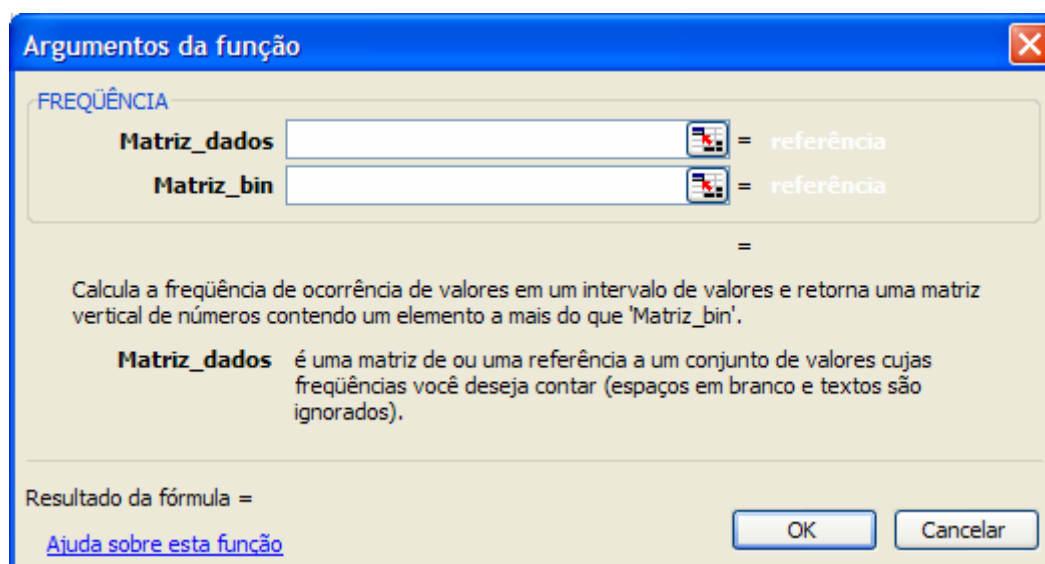 Argumentos da função
FREQÜÊNCIA
Matriz_dados = referência
Matriz_bin = referência
=
Calcula a freqüência de ocorrência de valores em um intervalo de valores e retorna uma matriz
vertical de números contendo um elemento a mais do que 'Matriz_bin'.
Matriz_dados é uma matriz de ou uma referência a um conjunto de valores cujas
freqüências você deseja contar (espaços em branco e textos são
ignorados).
Resultado da fórmula =
Ajuda sobre esta função
OK Cancelar